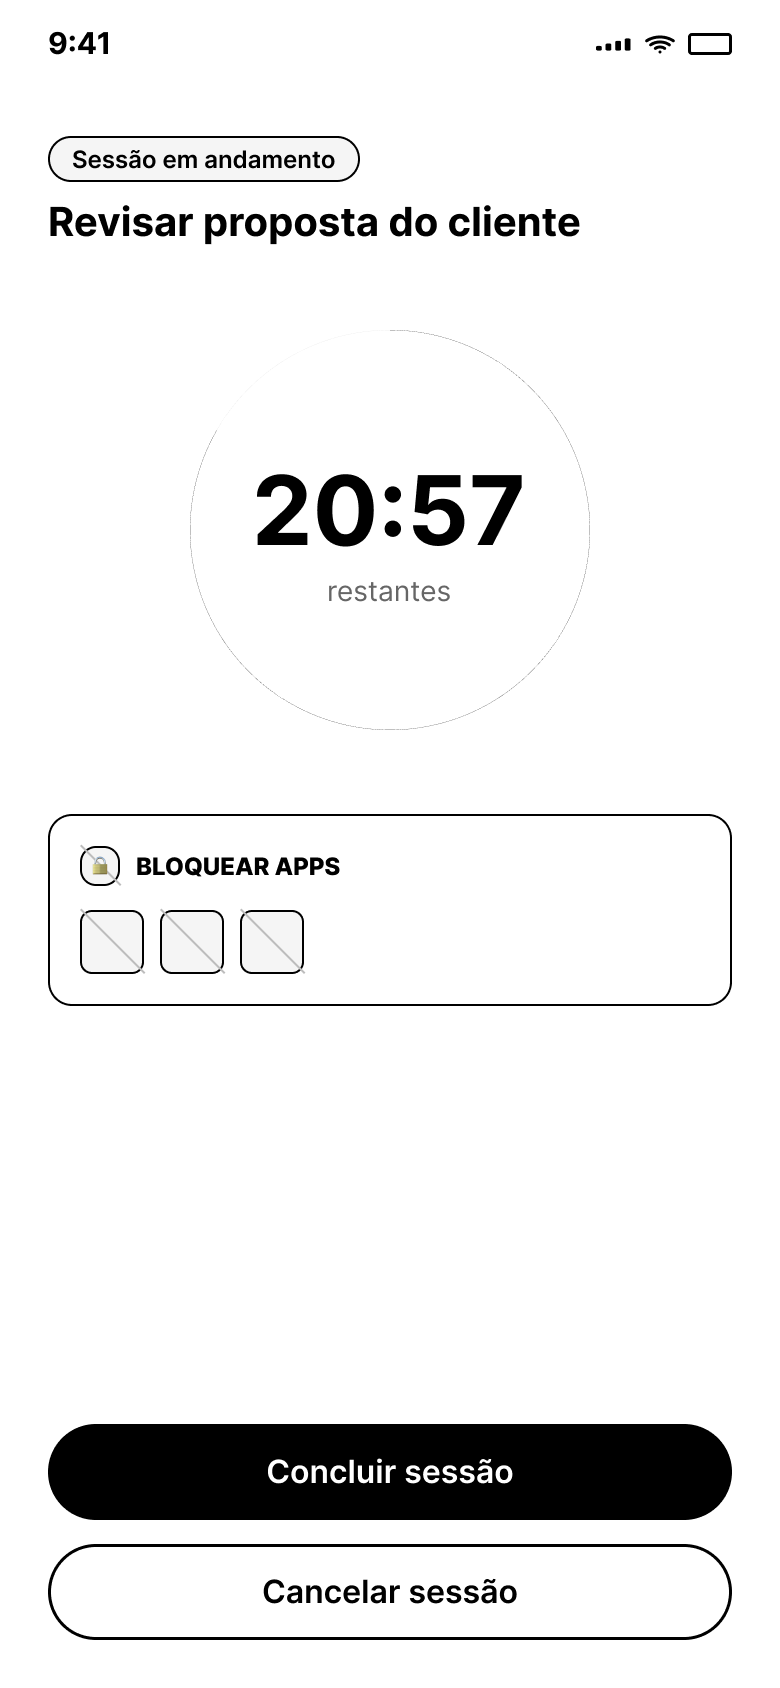 9:41
Sessão em andamento
Revisar proposta do cliente
20:57
restantes
BLOQUEAR APPS
Concluir sessão
Cancelar sessão